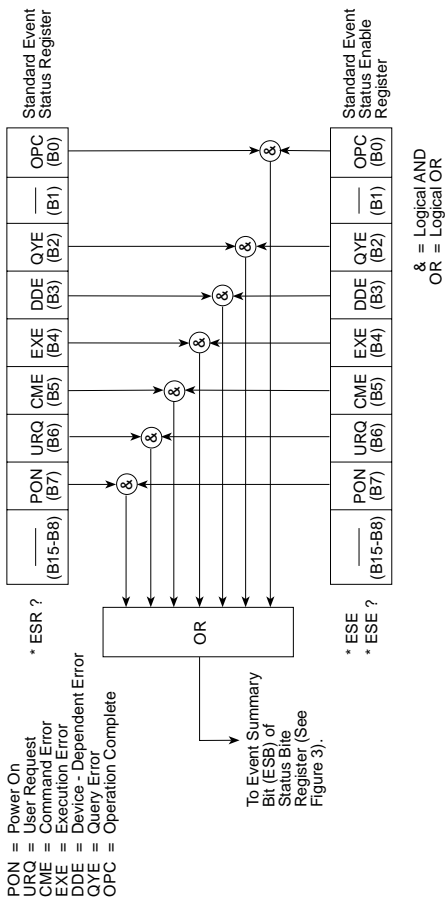 * ESR ?
—— (B15-B8)
PON (B7)
URQ (B6)
CME (B5)
EXE (B4)
DDE (B3)
QYE (B2)
—— (B1)
OPC (B0)
Standard Event
Status Register
&
&
&
&
&
&
&
OR
To Event Summary
Bit (ESB) of
Status Bite
Register (See
Figure 3).
* ESE
* ESE ?
—— (B15-B8)
PON (B7)
URQ (B6)
CME (B5)
EXE (B4)
DDE (B3)
QYE (B2)
—— (B1)
OPC (B0)
Standard Event
Status Enable
Register
PON = Power On
URQ = User Request
CME = Command Error
EXE = Execution Error
DDE = Device - Dependent Error
QYE = Query Error
OPC = Operation Complete
& = Logical AND
OR = Logical OR